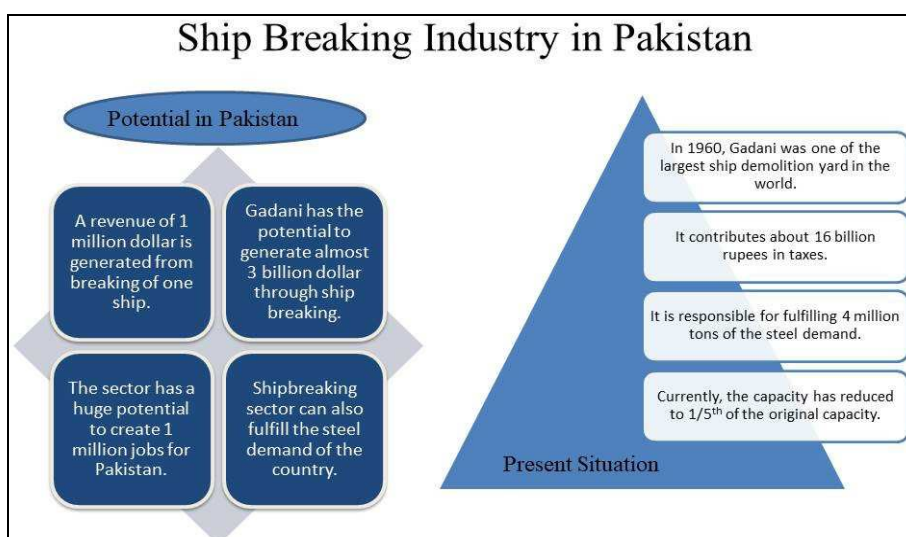 Ship Breaking Industry in Pakistan
Potential in Pakistan
A revenue of 1
million dollar is
generated from
breaking of one
ship.
Gadani has the
potential to
generate almost
3 billion dollar
through ship
breaking.
The sector has a
huge potential
to create 1
million jobs for
Pakistan.
Shipbreaking
sector can also
fulfill the steel
demand of the
country.
In 1960, Gadani was one of the
largest ship demolition yard in the
world.
It contributes about 16 billion
rupees in taxes.
It is responsible for fulfilling 4 million
tons of the steel demand.
Currently, the capacity has reduced
to 1/5th of the original capacity.
Present Situation